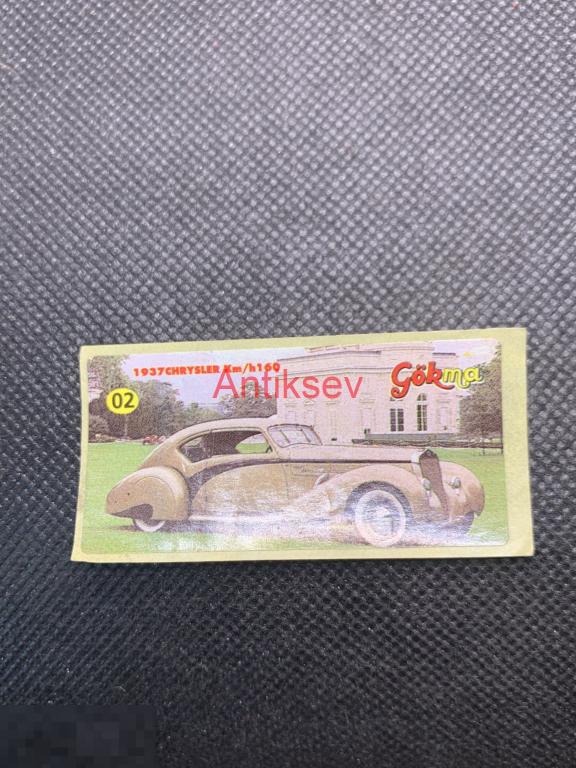 1937CHRYSLER Km/h160
Gökma
02
Antiksev